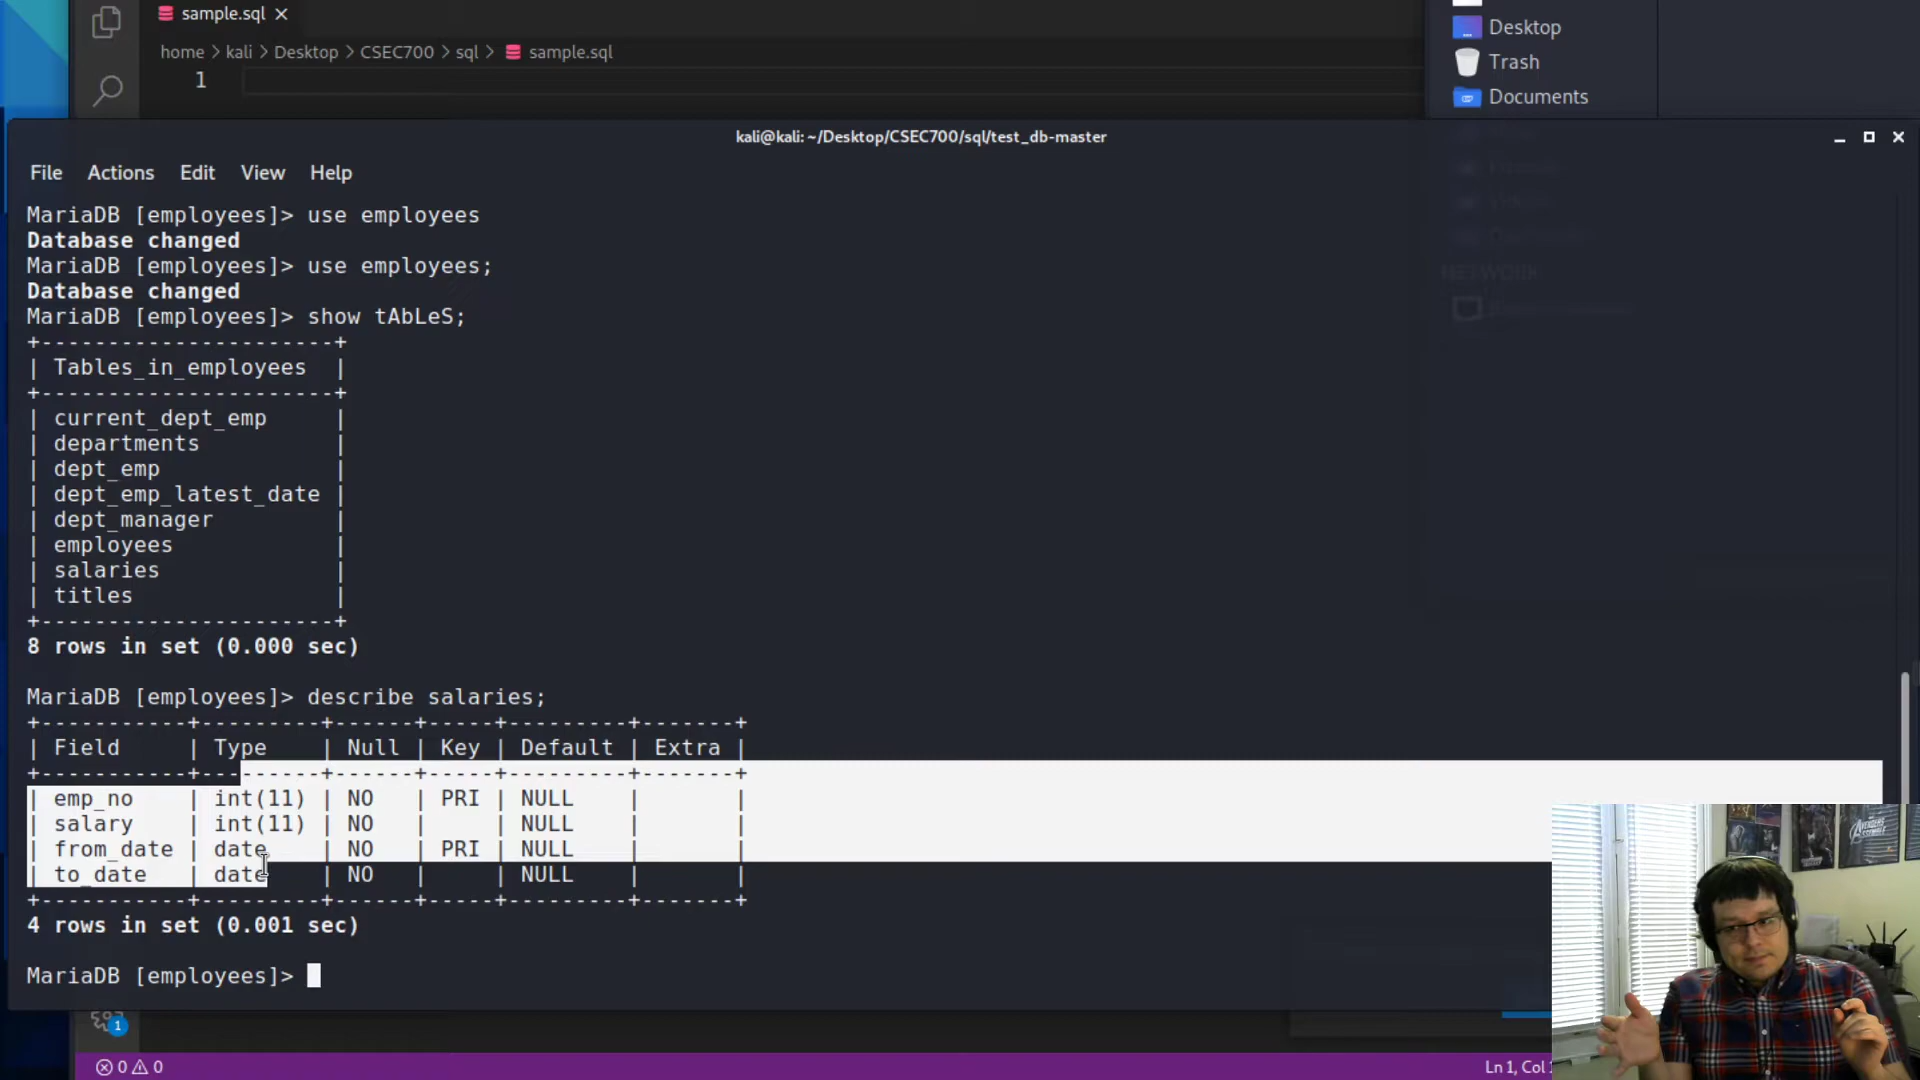 sample.sql
home > kali > Desktop > CSEC700 > sql > sample.sql
1
Desktop
Trash
Documents
kali@kali: ~/Desktop/CSEC700/sql/test_db-master
File Actions Edit View Help
MariaDB [employees]> use employees
Database changed
MariaDB [employees]> use employees;
Database changed
MariaDB [employees]> show tAbLeS;
+----------------------+
| Tables_in_employees  |
+----------------------+
| current_dept_emp     |
| departments          |
| dept_emp             |
| dept_emp_latest_date |
| dept_manager         |
| employees            |
| salaries             |
| titles               |
+----------------------+
8 rows in set (0.000 sec)
MariaDB [employees]> describe salaries;
+-----------+---------+------+-----+---------+-------+
| Field     | Type    | Null | Key | Default | Extra |
+-----------+---------+------+-----+---------+-------+
| emp_no    | int(11) | NO   | PRI | NULL    |       |
| salary    | int(11) | NO   |     | NULL    |       |
| from_date | date    | NO   | PRI | NULL    |       |
| to_date   | date    | NO   |     | NULL    |       |
+-----------+---------+------+-----+---------+-------+
4 rows in set (0.001 sec)
MariaDB [employees]>
NETWORK
1
0 0
Ln 1, Col
AVENGERS